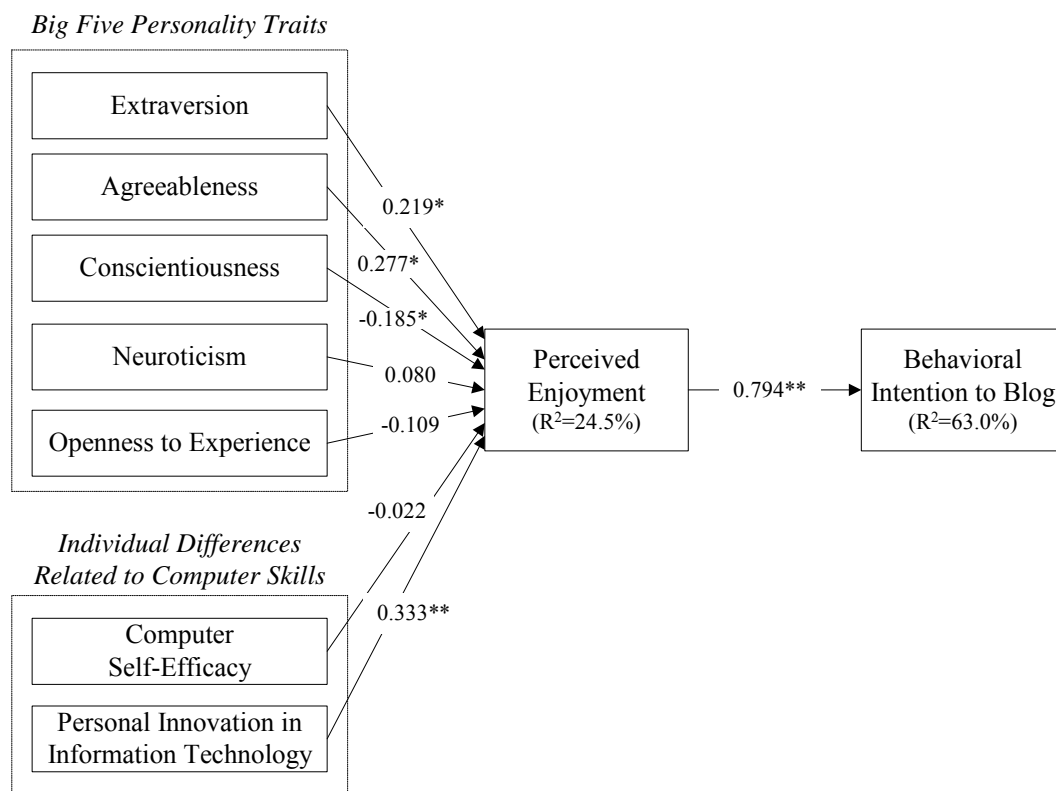 Big Five Personality Traits
Extraversion
Agreeableness
Conscientiousness
Neuroticism
Openness to Experience
0.219*
0.277*
-0.185*
0.080
-0.109
-0.022
0.333**
Perceived
Enjoyment
(R²=24.5%)
0.794**
Behavioral
Intention to Blog
(R²=63.0%)
Individual Differences
Related to Computer Skills
Computer
Self-Efficacy
Personal Innovation in
Information Technology